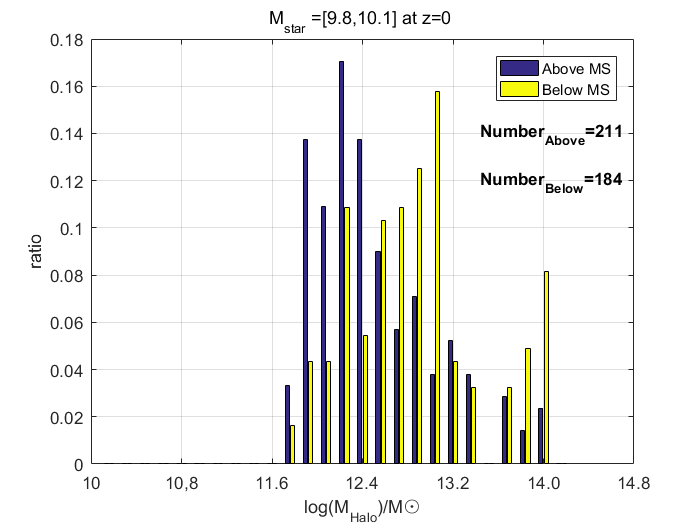 M_star =[9.8,10.1] at z=0
0.18
0.16
0.14
0.12
0.1
0.08
0.06
0.04
0.02
0
ratio
Above MS
Below MS
Number_Above=211
Number_Below=184
10 10,8 11.6 12.4 13.2 14.0 14.8
log(M_Halo)/M☉